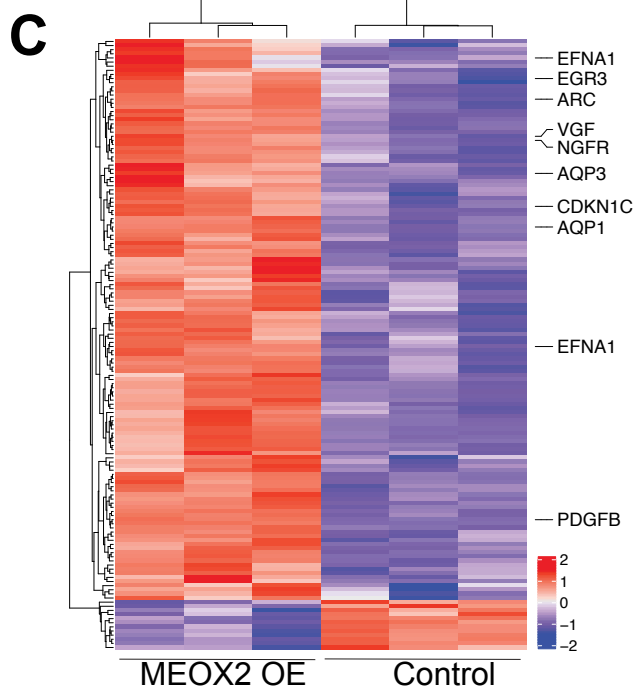 C
EFNA1
EGR3
ARC
VGF
NGFR
AQP3
CDKN1C
AQP1
EFNA1
PDGFB
2
1
0
−1
−2
MEOX2 OE
Control